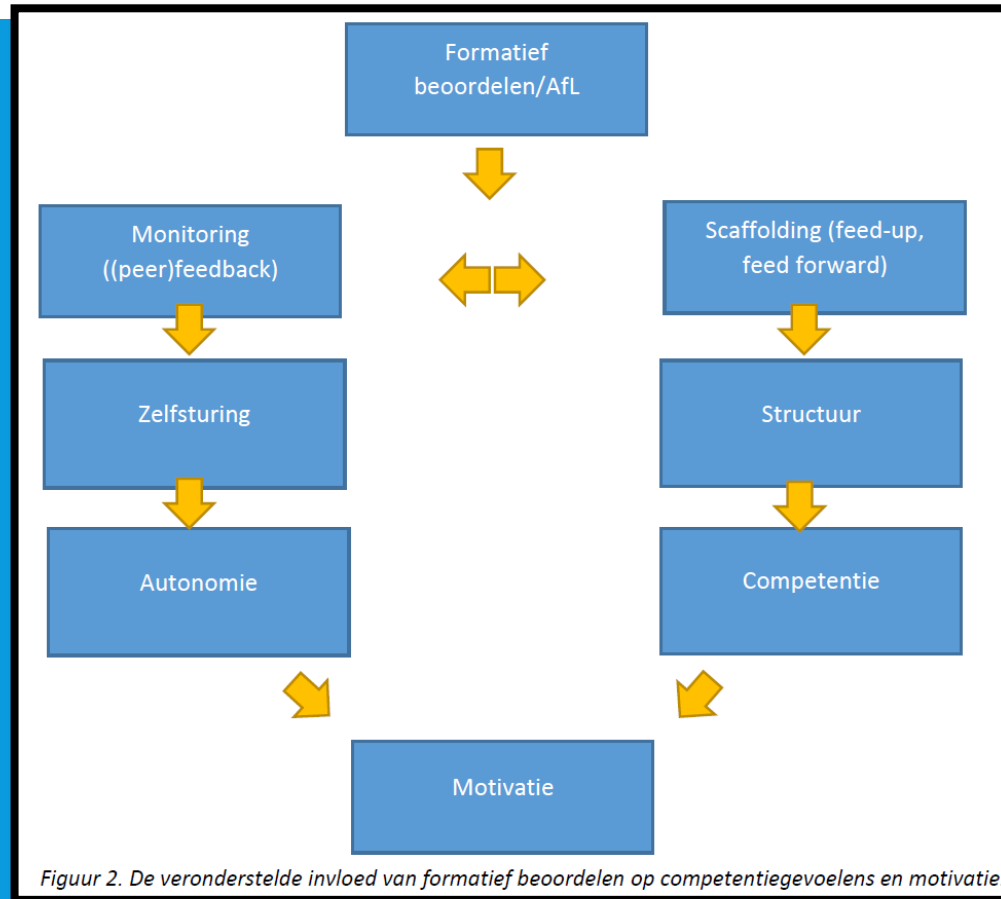 Formatief
beoordelen/AfL
Monitoring
((peer)feedback)
Scaffolding (feed-up,
feed forward)
Zelfsturing
Structuur
Autonomie
Competentie
Motivatie
Figuur 2. De veronderstelde invloed van formatief beoordelen op competentiegevoelens en motivatie